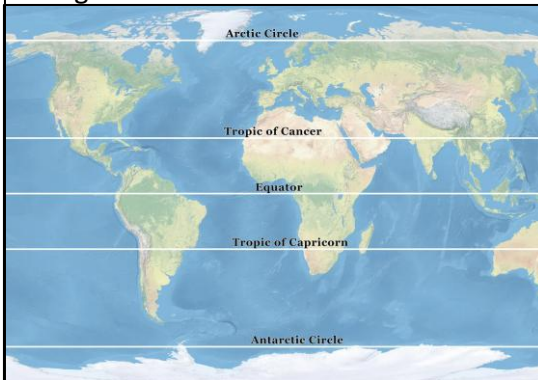 Arctic Circle
Tropic of Cancer
Equator
Tropic of Capricorn
Antarctic Circle